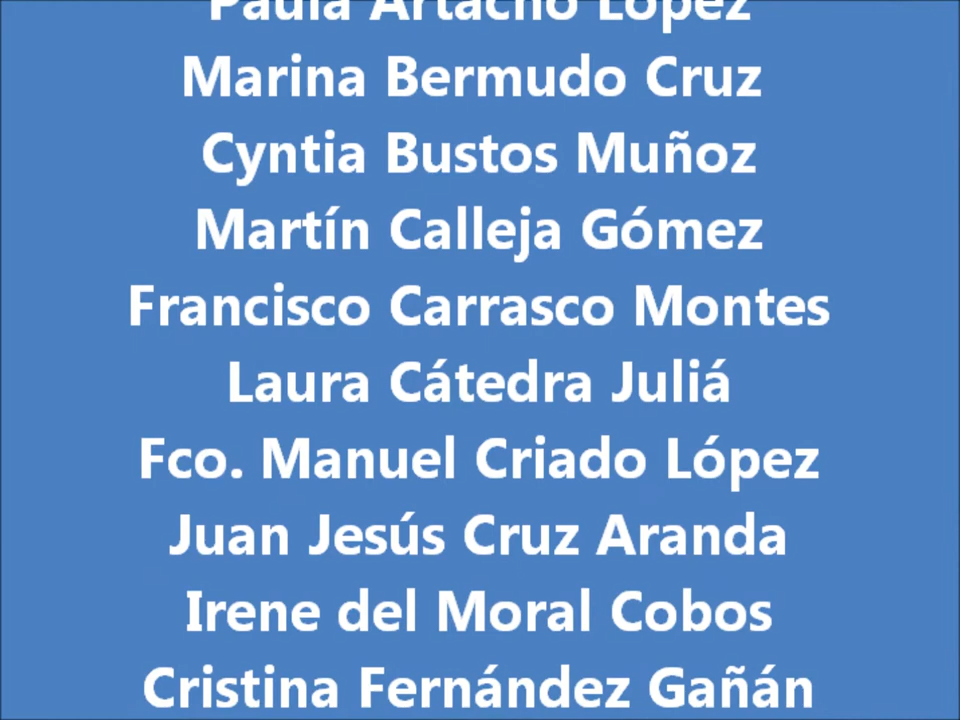 Paula Artacho López
Marina Bermudo Cruz
Cyntia Bustos Muñoz
Martín Calleja Gómez
Francisco Carrasco Montes
Laura Cátedra Juliá
Fco. Manuel Criado López
Juan Jesús Cruz Aranda
Irene del Moral Cobos
Cristina Fernández Gañán